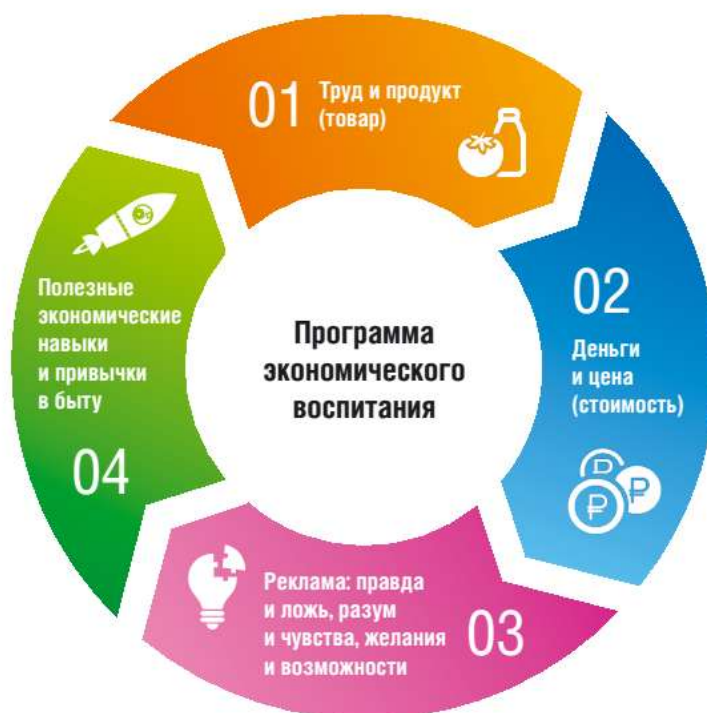 01
Труд и продукт
(товар)
02
Деньги
и цена
(стоимость)
Программа
экономического
воспитания
Реклама: правда
и ложь, разум
и чувства, желания
и возможности
03
Полезные
экономические
навыки
и привычки
в быту
04